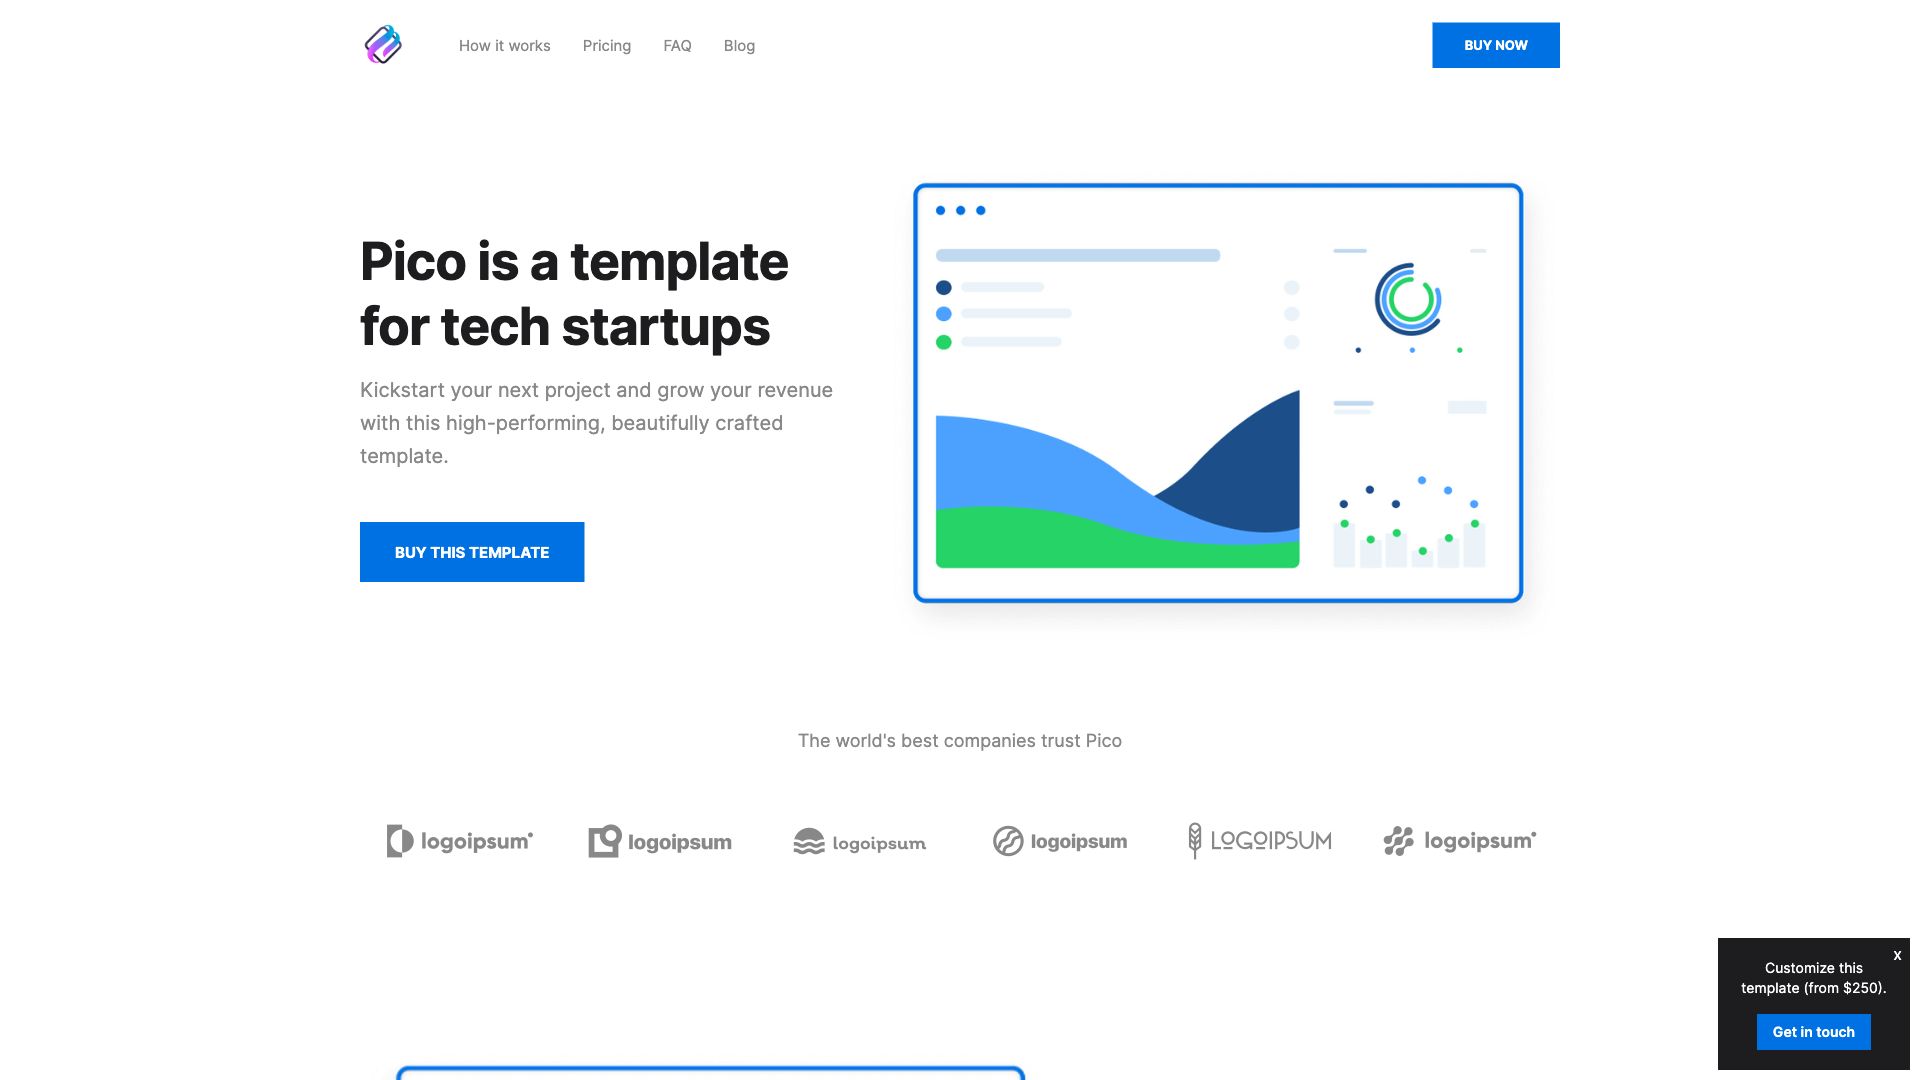 How it works Pricing FAQ Blog BUY NOW
Pico is a template
for tech startups
Kickstart your next project and grow your revenue
with this high-performing, beautifully crafted
template.
BUY THIS TEMPLATE
The world's best companies trust Pico
logoipsum logoipsum logoipsum logoipsum LOGOIPSUM logoipsum
X
Customize this
template (from $250).
Get in touch